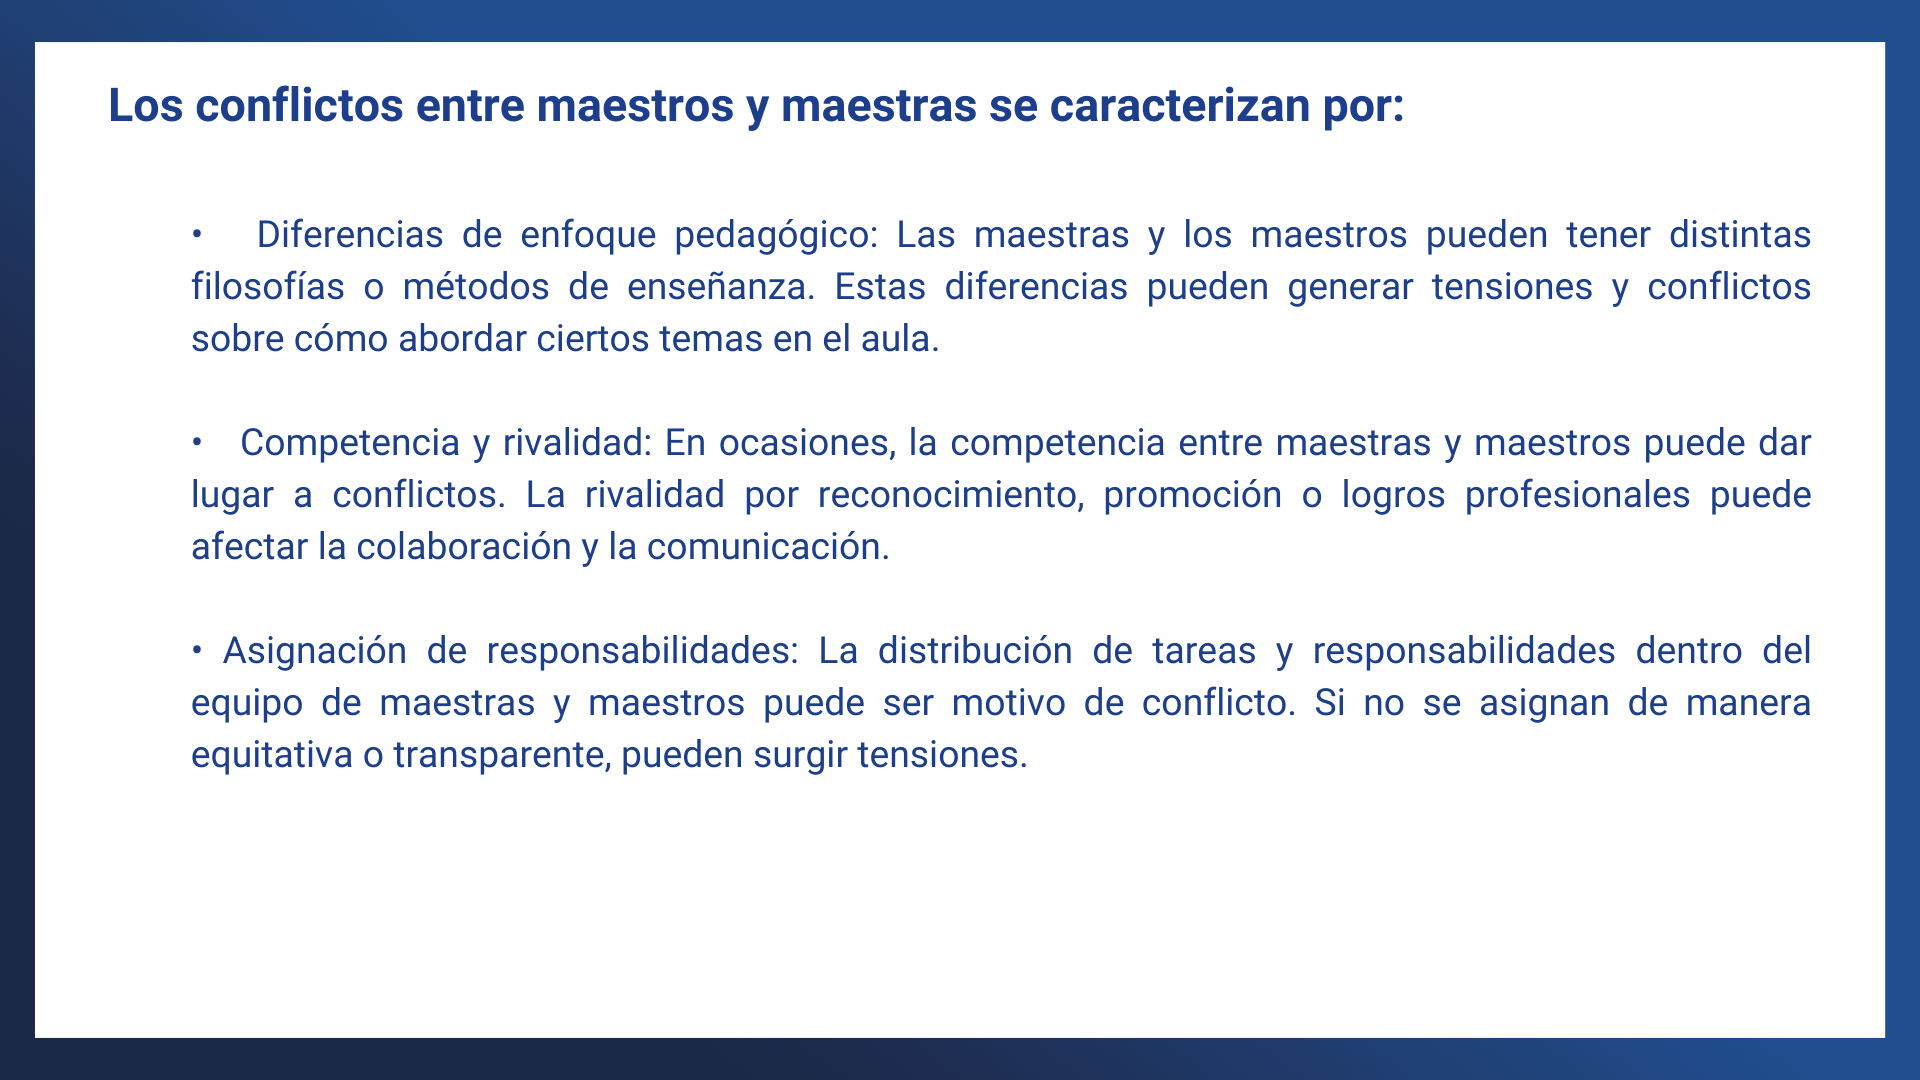 Los conflictos entre maestros y maestras se caracterizan por:
• Diferencias de enfoque pedagógico: Las maestras y los maestros pueden tener distintas
filosofías o métodos de enseñanza. Estas diferencias pueden generar tensiones y conflictos
sobre cómo abordar ciertos temas en el aula.
• Competencia y rivalidad: En ocasiones, la competencia entre maestras y maestros puede dar
lugar a conflictos. La rivalidad por reconocimiento, promoción o logros profesionales puede
afectar la colaboración y la comunicación.
• Asignación de responsabilidades: La distribución de tareas y responsabilidades dentro del
equipo de maestras y maestros puede ser motivo de conflicto. Si no se asignan de manera
equitativa o transparente, pueden surgir tensiones.